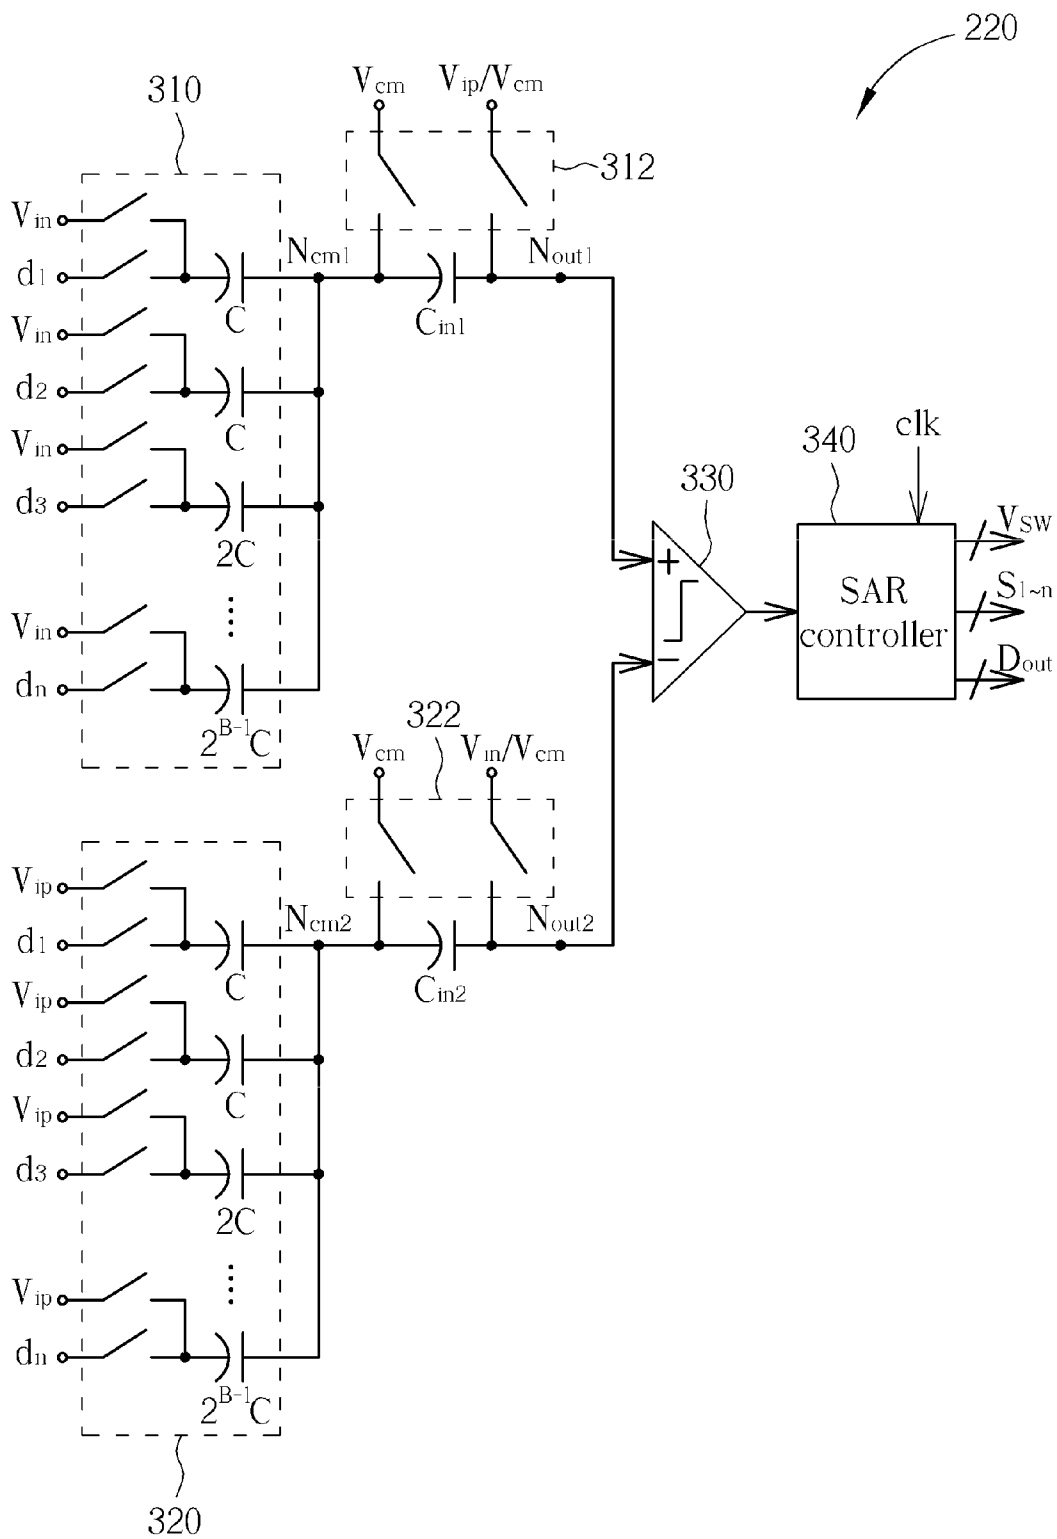 220
310
Vcm
Vip/Vcm
312
Vin
d1
C
Ncm1
Cin1
Nout1
Vin
d2
C
Vin
d3
2C
Vin
dn
2^B-1C
330
340
clk
+
−
SAR
controller
VSW
S1~n
Dout
322
Vcm
Vin/Vcm
Vip
d1
C
Ncm2
Cin2
Nout2
Vip
d2
C
Vip
d3
2C
Vip
dn
2^B-1C
320